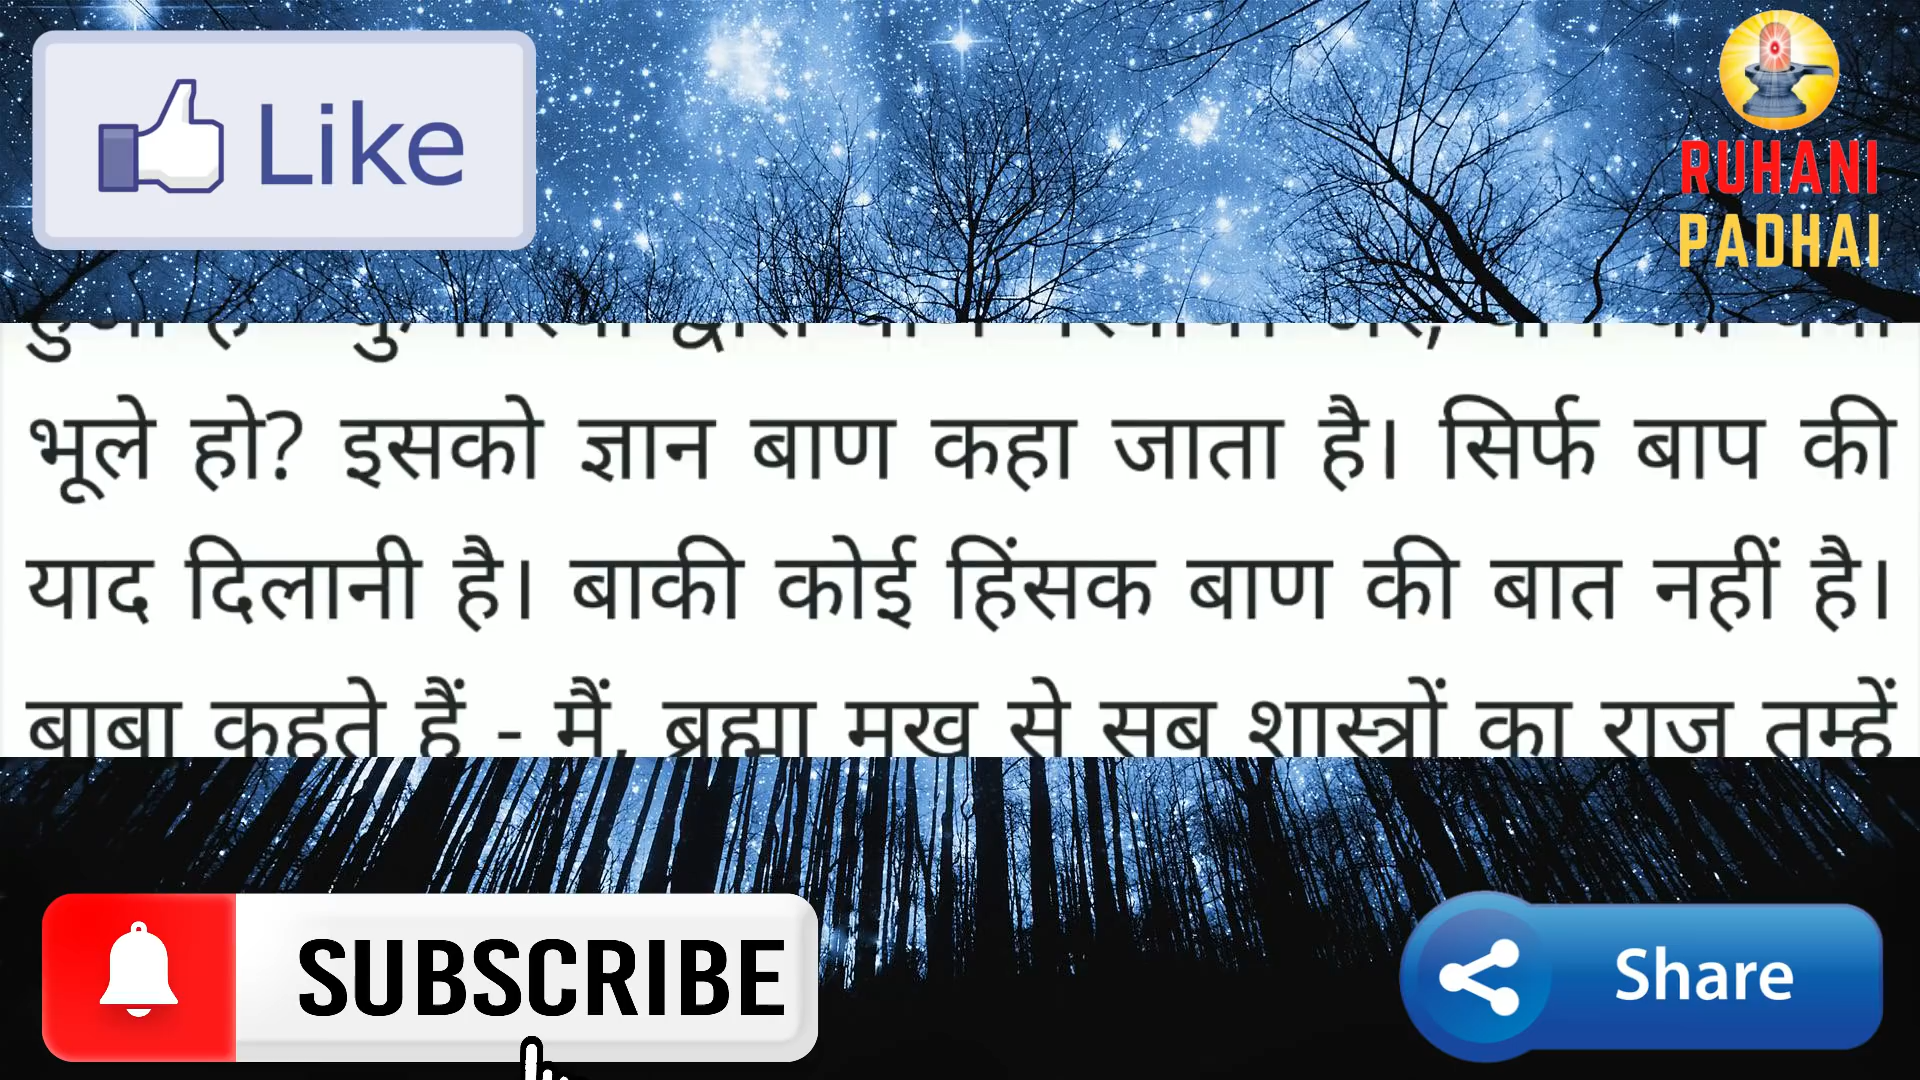 Like
RUHANI
PADHAI
भूले हो? इसको ज्ञान बाण कहा जाता है। सिर्फ बाप की
याद दिलानी है। बाकी कोई हिंसक बाण की बात नहीं है।
बाबा कहते हैं - मैं, ब्रह्मा मुख से सब शास्त्रों का राज़ तुम्हें
SUBSCRIBE
Share